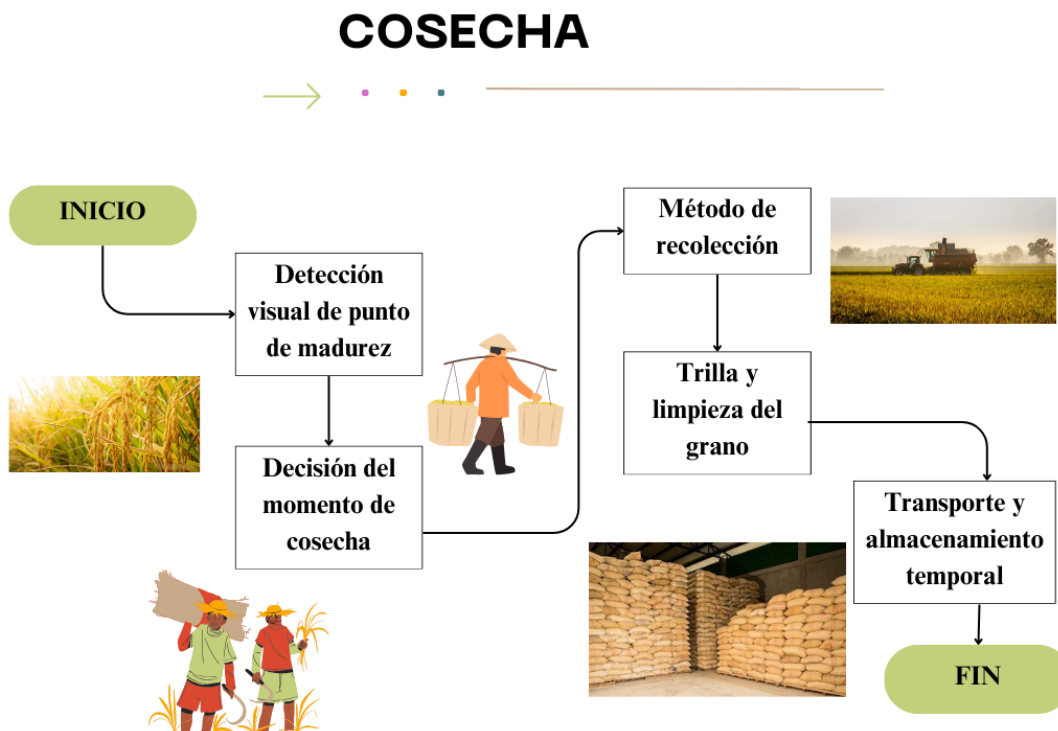 COSECHA
INICIO
Detección
visual de punto
de madurez
Decisión del
momento de
cosecha
Método de
recolección
Trilla y
limpieza del
grano
Transporte y
almacenamiento
temporal
FIN